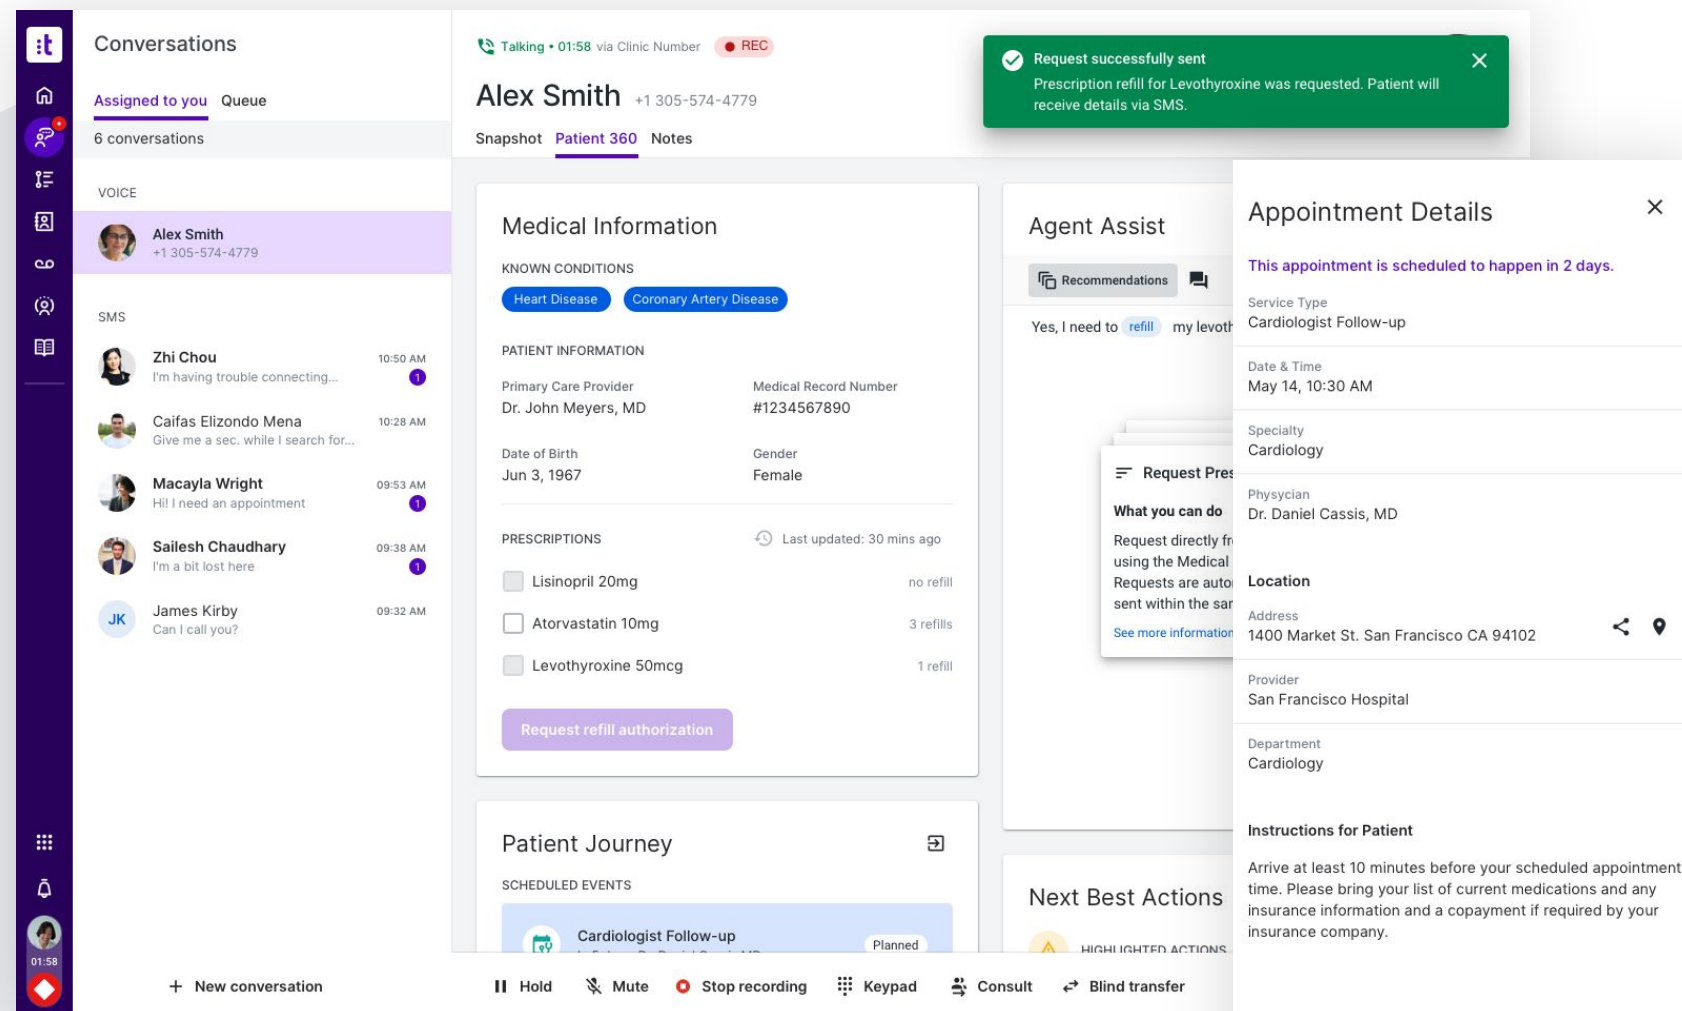 :t
Conversations
Assigned to you Queue
6 conversations
VOICE
Alex Smith
+1 305-574-4779
SMS
Zhi Chou 10:50 AM
I'm having trouble connecting... 1
Caifas Elizondo Mena 10:28 AM
Give me a sec. while I search for...
Macayla Wright 09:53 AM
Hi! I need an appointment 1
Sailesh Chaudhary 09:38 AM
I'm a bit lost here 1
JK
James Kirby 09:32 AM
Can I call you?
01:58
+ New conversation
Talking • 01:58 via Clinic Number REC
Alex Smith +1 305-574-4779
Snapshot Patient 360 Notes
Request successfully sent
Prescription refill for Levothyroxine was requested. Patient will
receive details via SMS.
Medical Information
KNOWN CONDITIONS
Heart Disease Coronary Artery Disease
PATIENT INFORMATION
Primary Care Provider Medical Record Number
Dr. John Meyers, MD #1234567890
Date of Birth Gender
Jun 3, 1967 Female
PRESCRIPTIONS Last updated: 30 mins ago
Lisinopril 20mg no refill
Atorvastatin 10mg 3 refills
Levothyroxine 50mcg 1 refill
Request refill authorization
Patient Journey
SCHEDULED EVENTS
Cardiologist Follow-up
Planned
Agent Assist
Recommendations
Yes, I need to refill my levoth
Request Pres
What you can do
Request directly fr
using the Medical
Requests are auto
sent within the sar
See more information
Next Best Actions
HIGHLIGHTED ACTIONS
Hold Mute Stop recording Keypad Consult Blind transfer
Appointment Details
This appointment is scheduled to happen in 2 days.
Service Type
Cardiologist Follow-up
Date & Time
May 14, 10:30 AM
Specialty
Cardiology
Physycian
Dr. Daniel Cassis, MD
Location
Address
1400 Market St. San Francisco CA 94102
Provider
San Francisco Hospital
Department
Cardiology
Instructions for Patient
Arrive at least 10 minutes before your scheduled appointment
time. Please bring your list of current medications and any
insurance information and a copayment if required by your
insurance company.